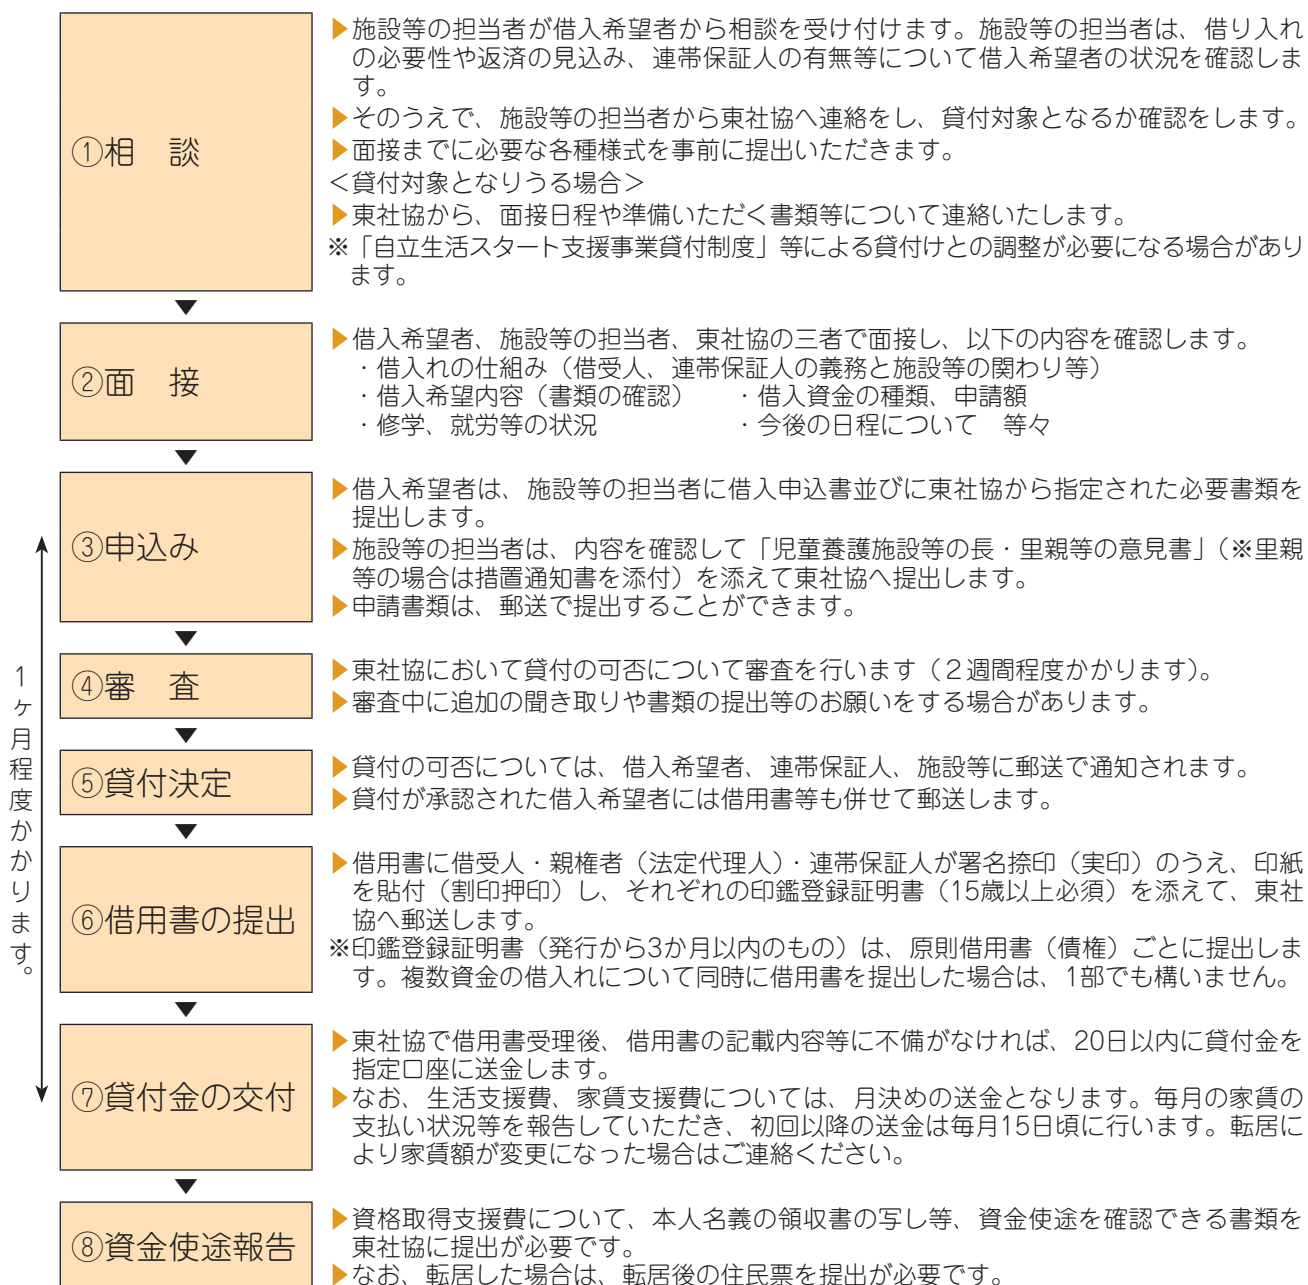 ①相　談
▶施設等の担当者が借入希望者から相談を受け付けます。施設等の担当者は、借り入れ
の必要性や返済の見込み、連帯保証人の有無等について借入希望者の状況を確認しま
す。
▶そのうえで、施設等の担当者から東社協へ連絡をし、貸付対象となるか確認をします。
▶面接までに必要な各種様式を事前に提出いただきます。
＜貸付対象となりうる場合＞
▶東社協から、面接日程や準備いただく書類等について連絡いたします。
※「自立生活スタート支援事業貸付制度」等による貸付けとの調整が必要になる場合があり
ます。
▼
②面　接
▶借入希望者、施設等の担当者、東社協の三者で面接し、以下の内容を確認します。
・借入れの仕組み（借受人、連帯保証人の義務と施設等の関わり等）
・借入希望内容（書類の確認）　・借入資金の種類、申請額
・修学、就労等の状況　・今後の日程について　等々
▼
③申込み
▶借入希望者は、施設等の担当者に借入申込書並びに東社協から指定された必要書類を
提出します。
▶施設等の担当者は、内容を確認して「児童養護施設等の長・里親等の意見書」（※里親
等の場合は措置通知書を添付）を添えて東社協へ提出します。
▶申請書類は、郵送で提出することができます。
▼
1ヶ月程度かかります。
④審　査
▶東社協において貸付の可否について審査を行います（２週間程度かかります）。
▶審査中に追加の聞き取りや書類の提出等のお願いをする場合があります。
▼
⑤貸付決定
▶貸付の可否については、借入希望者、連帯保証人、施設等に郵送で通知されます。
▶貸付が承認された借入希望者には借用書等も併せて郵送します。
▼
⑥借用書の提出
▶借用書に借受人・親権者（法定代理人）・連帯保証人が署名捺印（実印）のうえ、印紙
を貼付（割印押印）し、それぞれの印鑑登録証明書（15歳以上必須）を添えて、東社
協へ郵送します。
※印鑑登録証明書（発行から3か月以内のもの）は、原則借用書（債権）ごとに提出しま
す。複数資金の借入れについて同時に借用書を提出した場合は、1部でも構いません。
▼
⑦貸付金の交付
▶東社協で借用書受理後、借用書の記載内容等に不備がなければ、20日以内に貸付金を
指定口座に送金します。
▶なお、生活支援費、家賃支援費については、月決めの送金となります。毎月の家賃の
支払い状況等を報告していただき、初回以降の送金は毎月15日頃に行います。転居に
より家賃額が変更になった場合はご連絡ください。
▼
⑧資金使途報告
▶資格取得支援費について、本人名義の領収書の写し等、資金使途を確認できる書類を
東社協に提出が必要です。
▶なお、転居した場合は、転居後の住民票を提出が必要です。